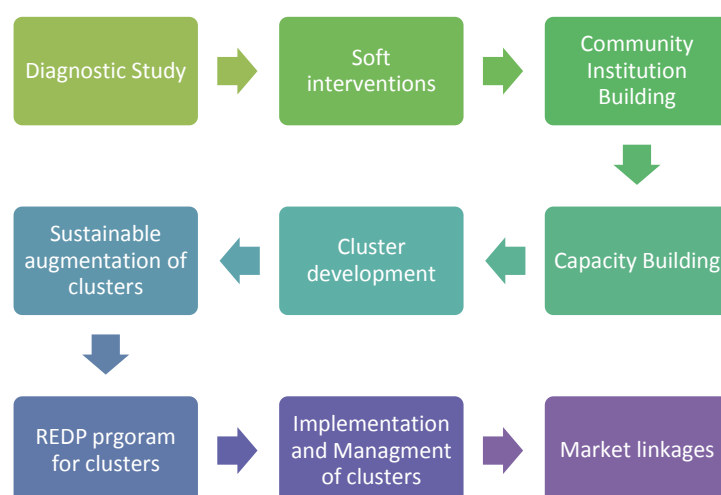 Diagnostic Study
Soft
interventions
Community
Institution
Building
Capacity Building
Cluster
development
Sustainable
augmentation of
clusters
REDP prgoram
for clusters
Implementation
and Managment
of clusters
Market linkages